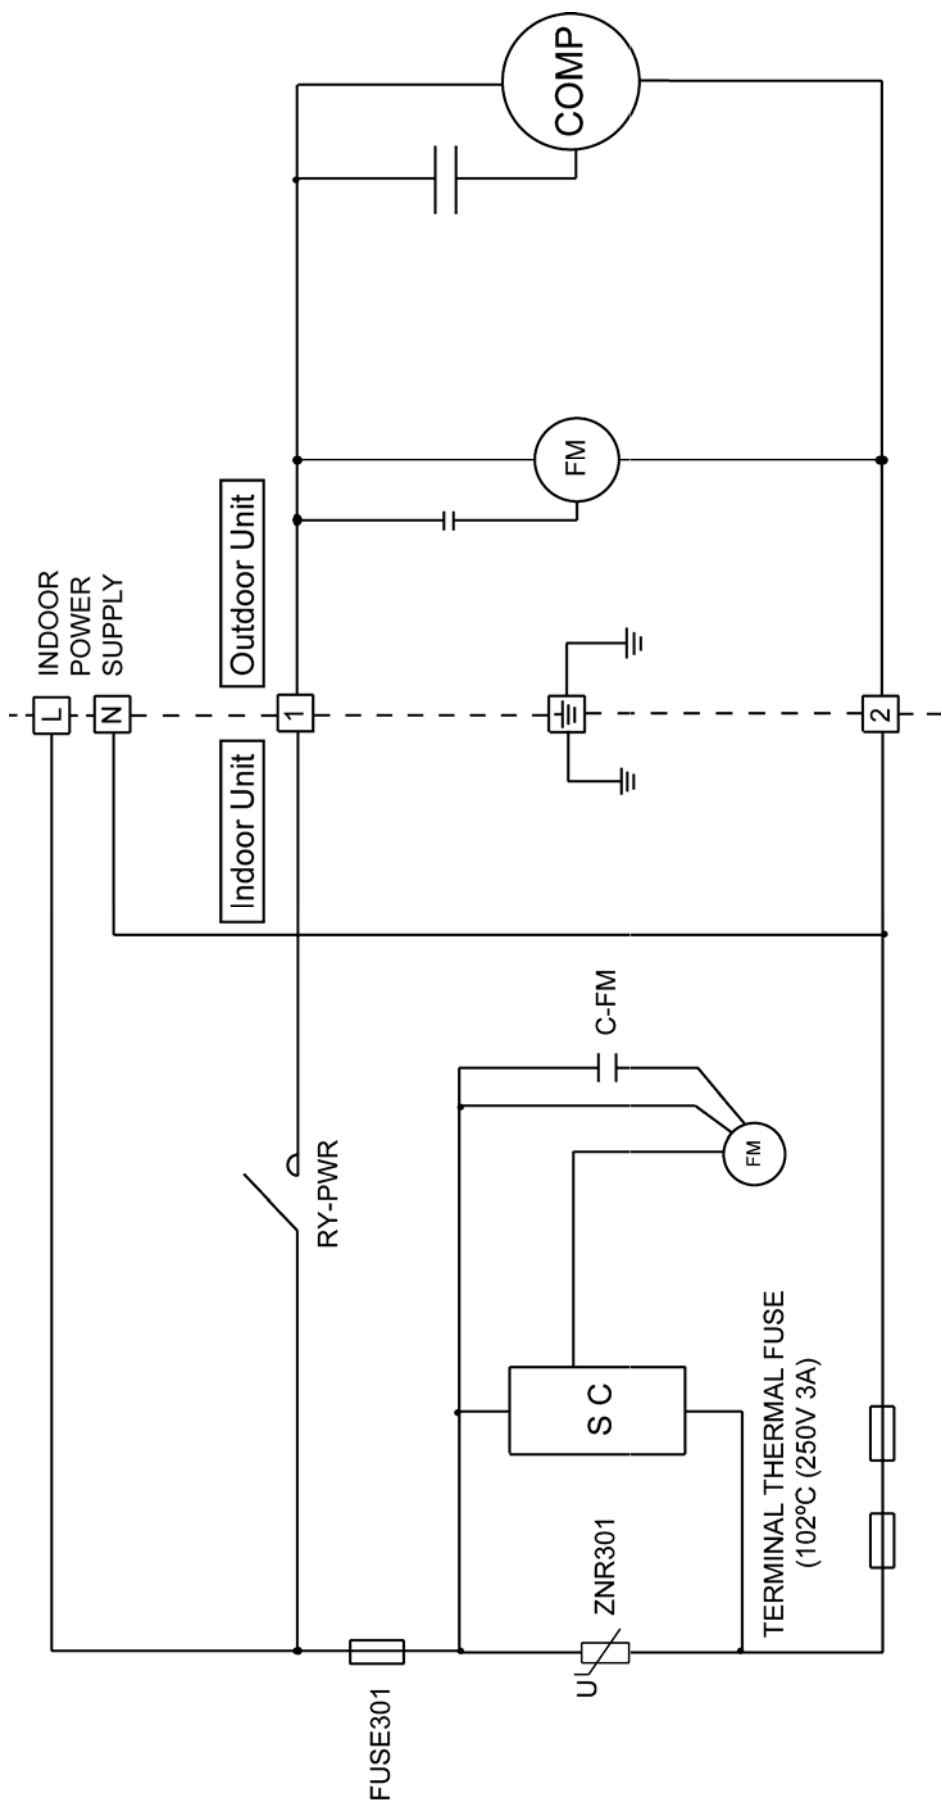 INDOOR
POWER
SUPPLY
L
N
Indoor Unit
Outdoor Unit
1
RY-PWR
FUSE301
COMP
FM
C-FM
S C
U
ZNR301
FM
TERMINAL THERMAL FUSE
(102ºC (250V 3A)
2